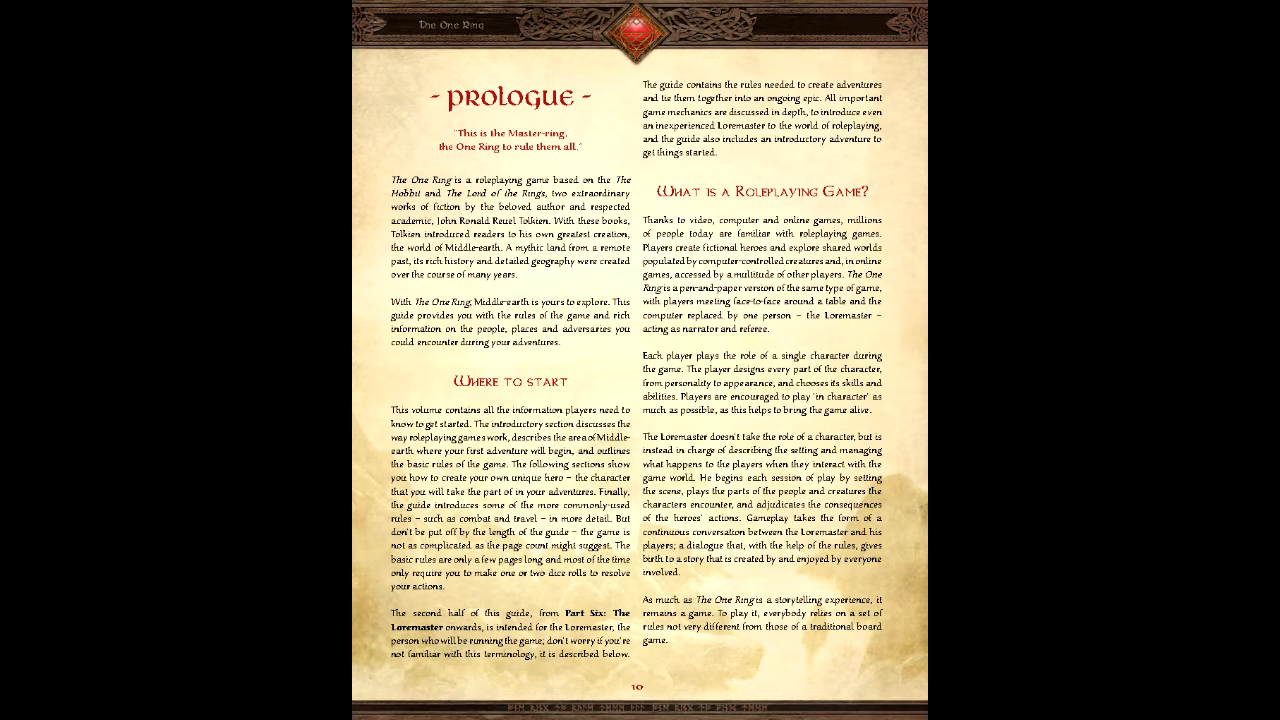 The One Ring
- PROLOGUE -
"This is the Master-ring,
the One Ring to rule them all."
The One Ring is a roleplaying game based on the The
Hobbit and The Lord of the Rings, two extraordinary
works of fiction by the beloved author and respected
academic, John Ronald Reuel Tolkien. With these books,
Tolkien introduced readers to his own greatest creation,
the world of Middle-earth. A mythic land from a remote
past, its rich history and detailed geography were created
over the course of many years.
With The One Ring, Middle-earth is yours to explore. This
guide provides you with the rules of the game and rich
information on the people, places and adversaries you
could encounter during your adventures.
Where to start
This volume contains all the information players need to
know to get started. The introductory section discusses the
way roleplaying games work, describes the area of Middle-
earth where your first adventure will begin, and outlines
the basic rules of the game. The following sections show
you how to create your own unique hero – the character
that you will take the part of in your adventures. Finally,
the guide introduces some of the more commonly-used
rules – such as combat and travel – in more detail. But
don't be put off by the length of the guide – the game is
not as complicated as the page count might suggest. The
basic rules are only a few pages long and most of the time
only require you to make one or two dice rolls to resolve
your actions.
The second half of this guide, from Part Six: The
Loremaster onwards, is intended for the Loremaster, the
person who will be running the game; don't worry if you're
not familiar with this terminology, it is described below.
The guide contains the rules needed to create adventures
and tie them together into an ongoing epic. All important
game mechanics are discussed in depth, to introduce even
an inexperienced Loremaster to the world of roleplaying,
and the guide also includes an introductory adventure to
get things started.
What is a Roleplaying Game?
Thanks to video, computer and online games, millions
of people today are familiar with roleplaying games.
Players create fictional heroes and explore shared worlds
populated by computer-controlled creatures and, in online
games, accessed by a multitude of other players. The One
Ring is a pen-and-paper version of the same type of game,
with players meeting face-to-face around a table and the
computer replaced by one person – the Loremaster –
acting as narrator and referee.
Each player plays the role of a single character during
the game. The player designs every part of the character,
from personality to appearance, and chooses its skills and
abilities. Players are encouraged to play 'in character' as
much as possible, as this helps to bring the game alive.
The Loremaster doesn't take the role of a character, but is
instead in charge of describing the setting and managing
what happens to the players when they interact with the
game world. He begins each session of play by setting
the scene, plays the parts of the people and creatures the
characters encounter, and adjudicates the consequences
of the heroes' actions. Gameplay takes the form of a
continuous conversation between the Loremaster and his
players; a dialogue that, with the help of the rules, gives
birth to a story that is created by and enjoyed by everyone
involved.
As much as The One Ring is a storytelling experience, it
remains a game. To play it, everybody relies on a set of
rules not very different from those of a traditional board
game.
10